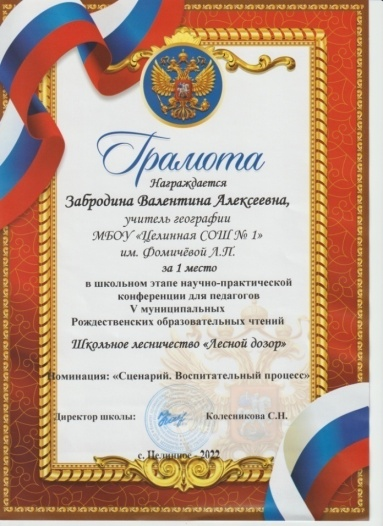 Грамота
Награждается
Забродина Валентина Алексеевна,
учитель географии
МБОУ «Целинная СОШ № 1»
им. Фомичёвой Л.П.
за 1 место
в школьном этапе научно-практической
конференции для педагогов
V муниципальных
Рождественских образовательных чтений
Школьное лесничество «Лесной дозор»
Номинация: «Сценарий. Воспитательный процесс»
Директор школы: Колесникова С.Н.
с. Целинное - 2022